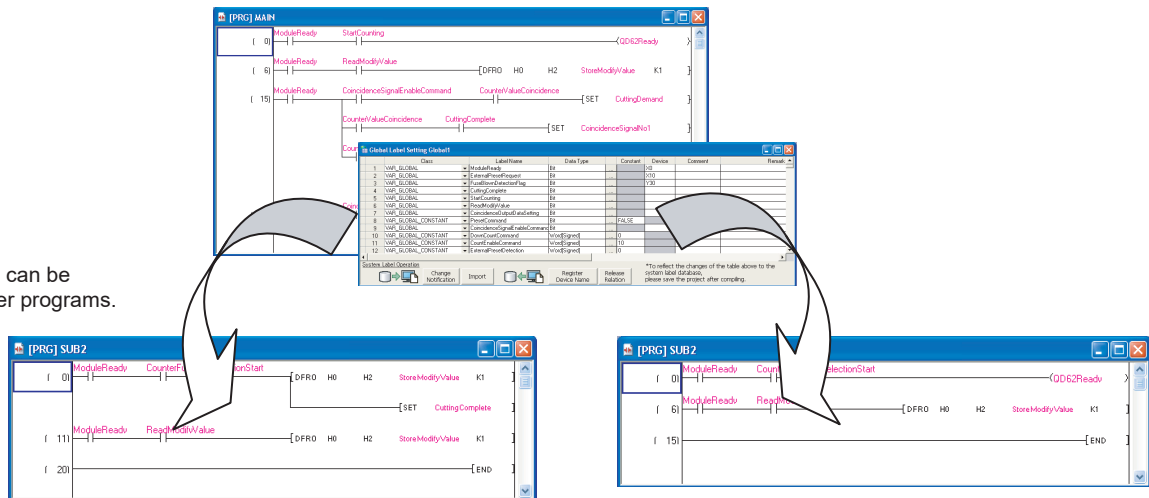 [PRG] MAIN
ModuleReady StartCounting
( 0) (QD62Ready )
ModuleReady ReadModifyValue
( 6) [DFRO H0 H2 StoreModifyValue K1 ]
ModuleReady CoincidenceSignalEnableCommand CounterValueCoincidence
( 15) [SET CuttingDemand ]
CounterValueCoincidence CuttingComplete
[SET CoincidenceSignalNo1 ]
Global Label Setting Global1
Class Label Name Data Type Constant Device Comment Remark
1 VAR_GLOBAL ModuleReady Bit ... X0
2 VAR_GLOBAL ExternalPresetRequest Bit ... X10
3 VAR_GLOBAL FuseBlownDetectionFlag Bit ... Y30
4 VAR_GLOBAL CuttingComplete Bit ...
5 VAR_GLOBAL StartCounting Bit ...
6 VAR_GLOBAL ReadModifyValue Bit ...
7 VAR_GLOBAL CoincidenceOutputDataSetting Bit ...
8 VAR_GLOBAL_CONSTANT PresetCommand Bit ... FALSE
9 VAR_GLOBAL CoincidenceSignalEnableCommand Bit ...
10 VAR_GLOBAL_CONSTANT DownCountCommand Word[Signed] ... 0
11 VAR_GLOBAL_CONSTANT CountEnableCommand Word[Signed] ... 10
12 VAR_GLOBAL_CONSTANT ExternalPresetDetection Word[Signed] ... 0
System Label Operation
Change Notification Import Register Device Name Release Relation
*To reflect the changes of the table above to the
system label database,
please save the project after compiling.
can be
er programs.
[PRG] SUB2
ModuleReady
( 0) [DFRO H0 H2 StoreModifyValue K1 ]
[SET CuttingComplete ]
ModuleReady ReadModifyValue
( 11) [DFRO H0 H2 StoreModifyValue K1 ]
( 20) [END ]
[PRG] SUB2
ModuleReady electionStart
( 0) (QD62Ready )
ModuleReady
( 6) [DFRO H0 H2 StoreModifyValue K1 ]
( 15) [END ]